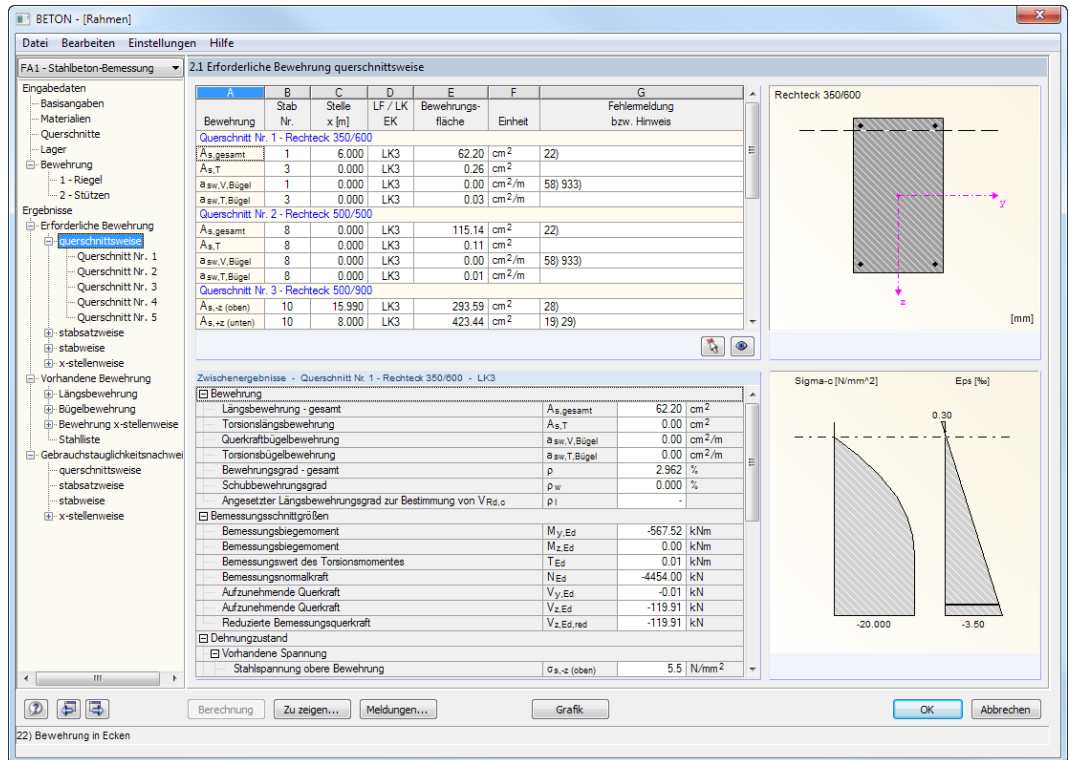 BETON - [Rahmen]
Datei Bearbeiten Einstellungen Hilfe
FA1 - Stahlbeton-Bemessung
Eingabedaten
Basisangaben
Materialien
Querschnitte
Lager
Bewehrung
1 - Riegel
2 - Stützen
Ergebnisse
Erforderliche Bewehrung
querschnittsweise
Querschnitt Nr. 1
Querschnitt Nr. 2
Querschnitt Nr. 3
Querschnitt Nr. 4
Querschnitt Nr. 5
stabsatzweise
stabweise
x-stellenweise
Vorhandene Bewehrung
Längsbewehrung
Bügelbewehrung
Bewehrung x-stellenweise
Stahlliste
Gebrauchstauglichkeitsnachwei
querschnittsweise
stabsatzweise
stabweise
x-stellenweise
2.1 Erforderliche Bewehrung querschnittsweise
A B C D E F G
Stab Stelle LF / LK Bewehrungs- Fehlermeldung
Bewehrung Nr. x [m] EK fläche Einheit bzw. Hinweis
Querschnitt Nr. 1 - Rechteck 350/600
As,gesamt 1 6.000 LK3 62.20 cm2 22)
As,T 3 0.000 LK3 0.26 cm2
asw,V,Bügel 1 0.000 LK3 0.00 cm2/m 58) 933)
asw,T,Bügel 3 0.000 LK3 0.03 cm2/m
Querschnitt Nr. 2 - Rechteck 500/500
As,gesamt 8 0.000 LK3 115.14 cm2 22)
As,T 8 0.000 LK3 0.11 cm2
asw,V,Bügel 8 0.000 LK3 0.00 cm2/m 58) 933)
asw,T,Bügel 8 0.000 LK3 0.01 cm2/m
Querschnitt Nr. 3 - Rechteck 500/900
As,-z (oben) 10 15.990 LK3 293.59 cm2 28)
As,+z (unten) 10 8.000 LK3 423.44 cm2 19) 29)
Rechteck 350/600
y
z
[mm]
Zwischenergebnisse - Querschnitt Nr. 1 - Rechteck 350/600 - LK3
Bewehrung
Längsbewehrung - gesamt As,gesamt 62.20 cm2
Torsionslängsbewehrung As,T 0.00 cm2
Querkraftbügelbewehrung asw,V,Bügel 0.00 cm2/m
Torsionsbügelbewehrung asw,T,Bügel 0.00 cm2/m
Bewehrungsgrad - gesamt ρ 2.962 %
Schubbewehrungsgrad ρw 0.000 %
Angesetzter Längsbewehrungsgrad zur Bestimmung von VRd,c ρl -
Bemessungsschnittgrößen
Bemessungsbiegemoment My,Ed -567.52 kNm
Bemessungsbiegemoment Mz,Ed 0.00 kNm
Bemessungswert des Torsionsmomentes TEd 0.01 kNm
Bemessungsnormalkraft NEd -4454.00 kN
Aufzunehmende Querkraft Vy,Ed -0.01 kN
Aufzunehmende Querkraft Vz,Ed -119.91 kN
Reduzierte Bemessungsquerkraft Vz,Ed,red -119.91 kN
Dehnungzustand
Vorhandene Spannung
Stahlspannung obere Bewehrung σs,-z (oben) 5.5 N/mm2
Sigma-c [N/mm^2] Eps [‰]
0.30
-20.000 -3.50
Berechnung Zu zeigen... Meldungen... Grafik OK Abbrechen
22) Bewehrung in Ecken